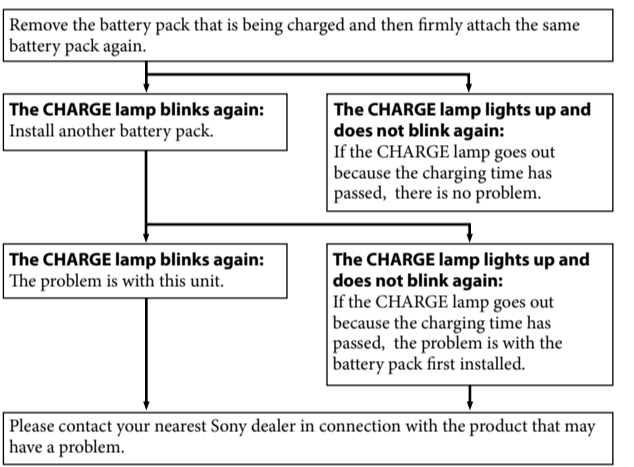 Remove the battery pack that is being charged and then firmly attach the same
battery pack again.
The CHARGE lamp blinks again:
Install another battery pack.
The CHARGE lamp lights up and
does not blink again:
If the CHARGE lamp goes out
because the charging time has
passed, there is no problem.
The CHARGE lamp blinks again:
The problem is with this unit.
The CHARGE lamp lights up and
does not blink again:
If the CHARGE lamp goes out
because the charging time has
passed, the problem is with the
battery pack first installed.
Please contact your nearest Sony dealer in connection with the product that may
have a problem.